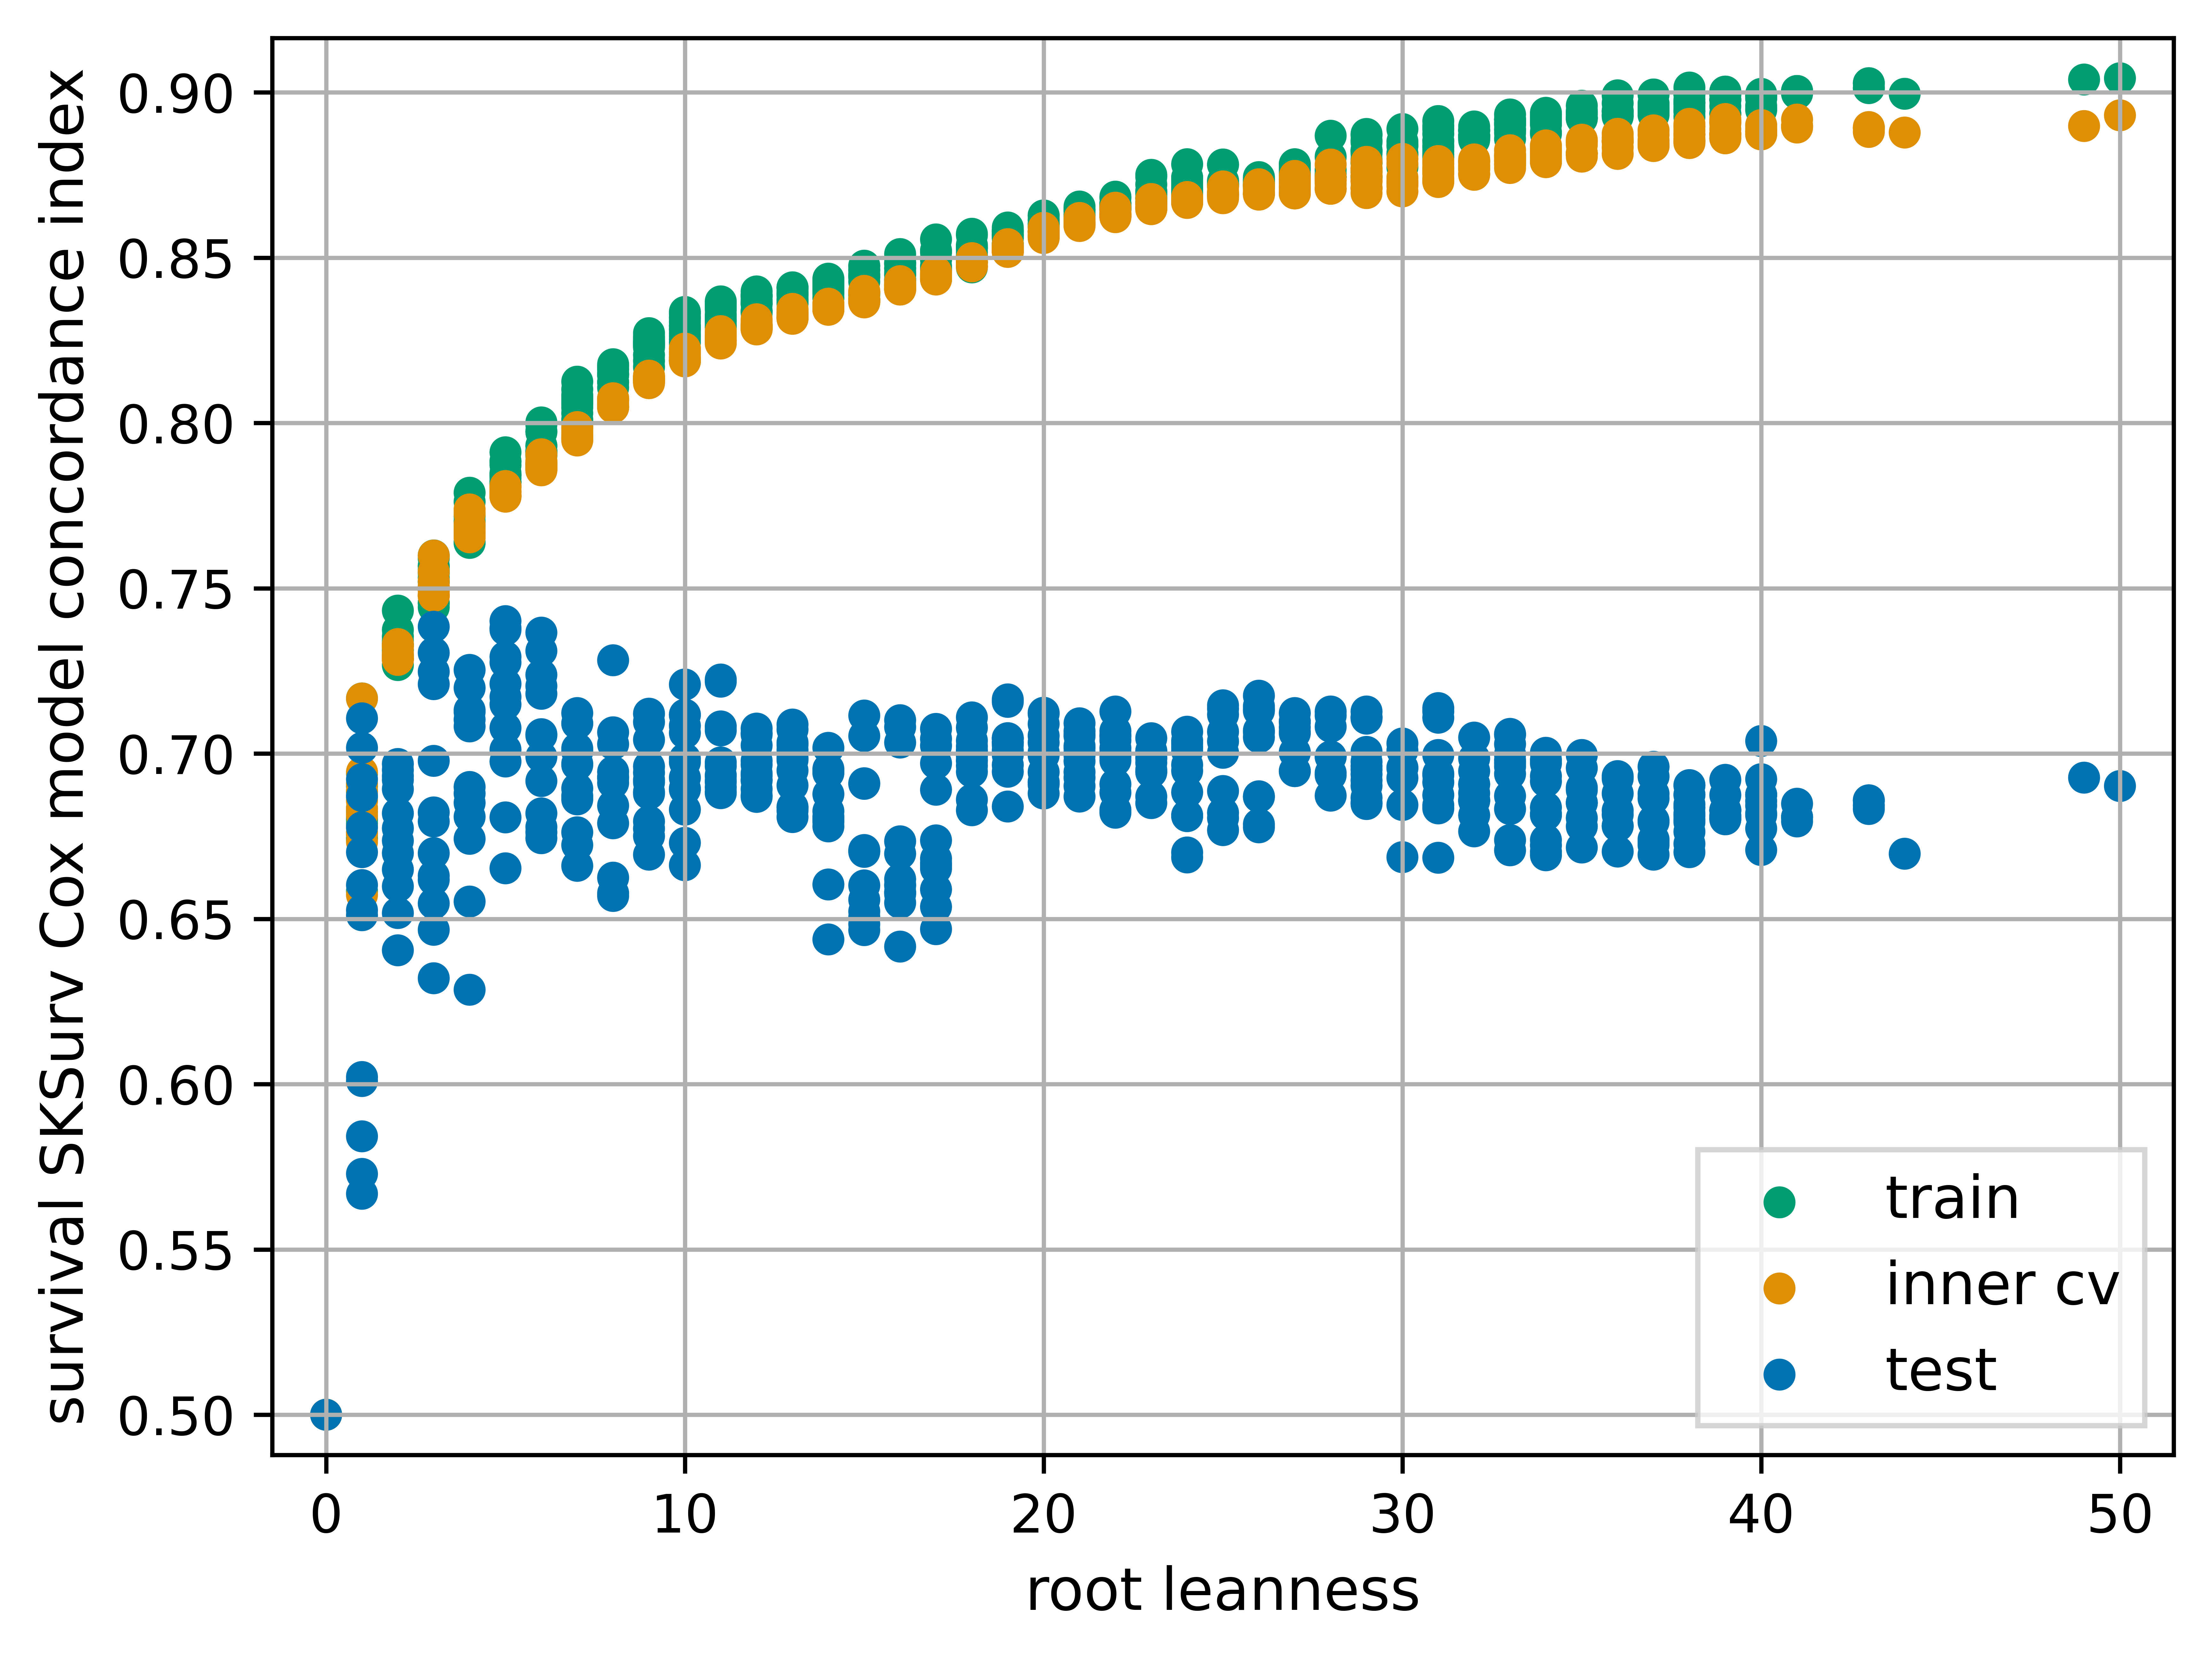 survival SKSurv Cox model concordance index
0.90
0.85
0.80
0.75
0.70
0.65
0.60
0.55
0.50
train
inner cv
test
0 10 20 30 40 50
root leanness